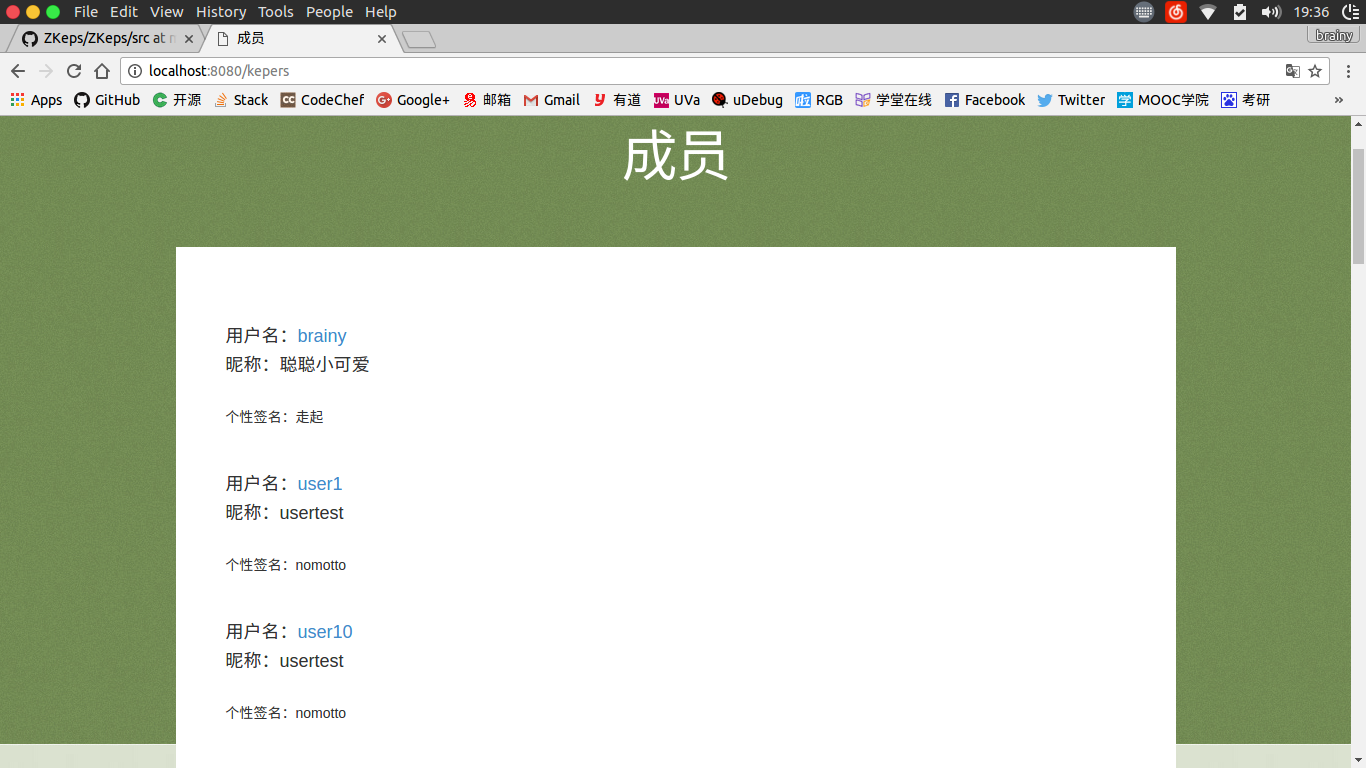 File Edit View History Tools People Help 19:36
ZKeps/ZKeps/src at m 成员 brainy
localhost:8080/kepers
Apps GitHub 开源 Stack CodeChef Google+ 邮箱 Gmail 有道 UVa uDebug RGB 学堂在线 Facebook Twitter MOOC学院 考研 »
成员
用户名：brainy
昵称：聪聪小可爱
个性签名：走起
用户名：user1
昵称：usertest
个性签名：nomotto
用户名：user10
昵称：usertest
个性签名：nomotto